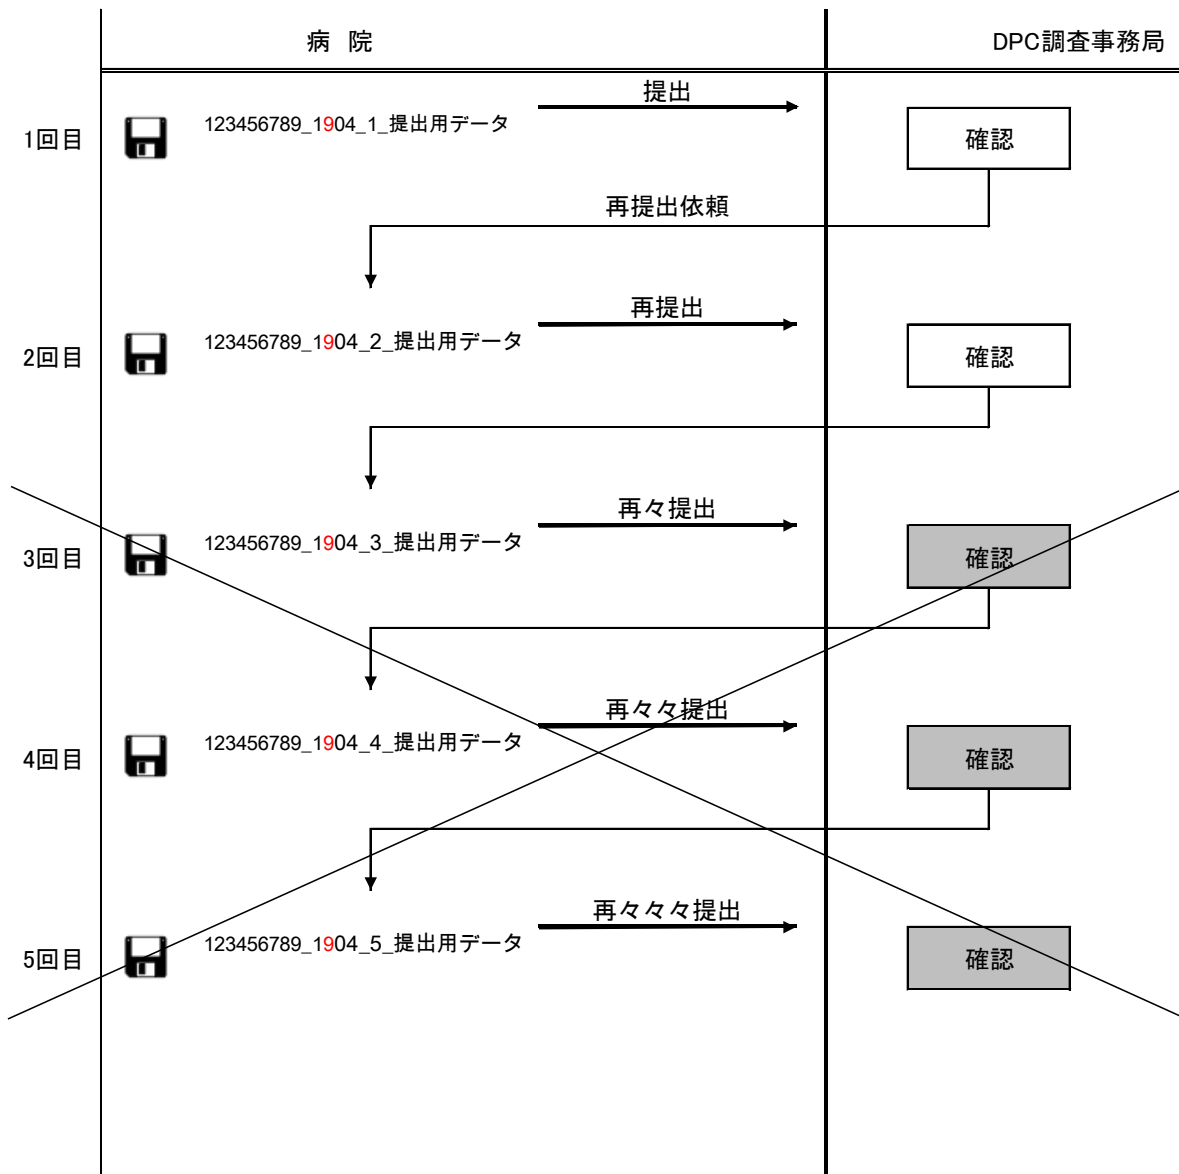 病 院
DPC調査事務局
提出
1回目
123456789_1904_1_提出用データ
確認
再提出依頼
再提出
2回目
123456789_1904_2_提出用データ
確認
再々提出
3回目
123456789_1904_3_提出用データ
確認
再々々提出
4回目
123456789_1904_4_提出用データ
確認
再々々々提出
5回目
123456789_1904_5_提出用データ
確認